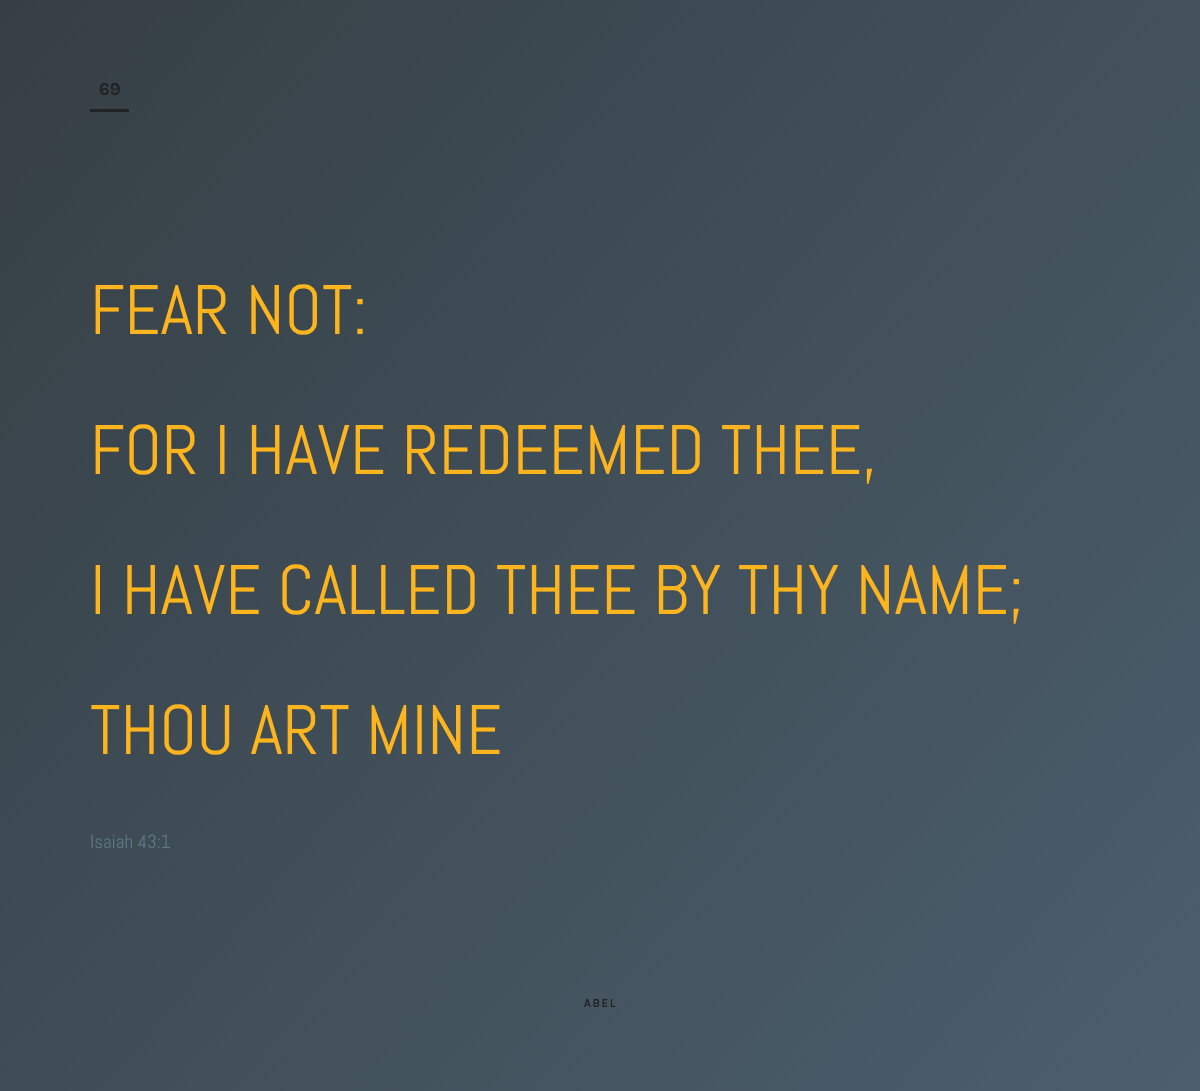 69
FEAR NOT:
FOR I HAVE REDEEMED THEE,
I HAVE CALLED THEE BY THY NAME;
THOU ART MINE
Isaiah 43:1
ABEL